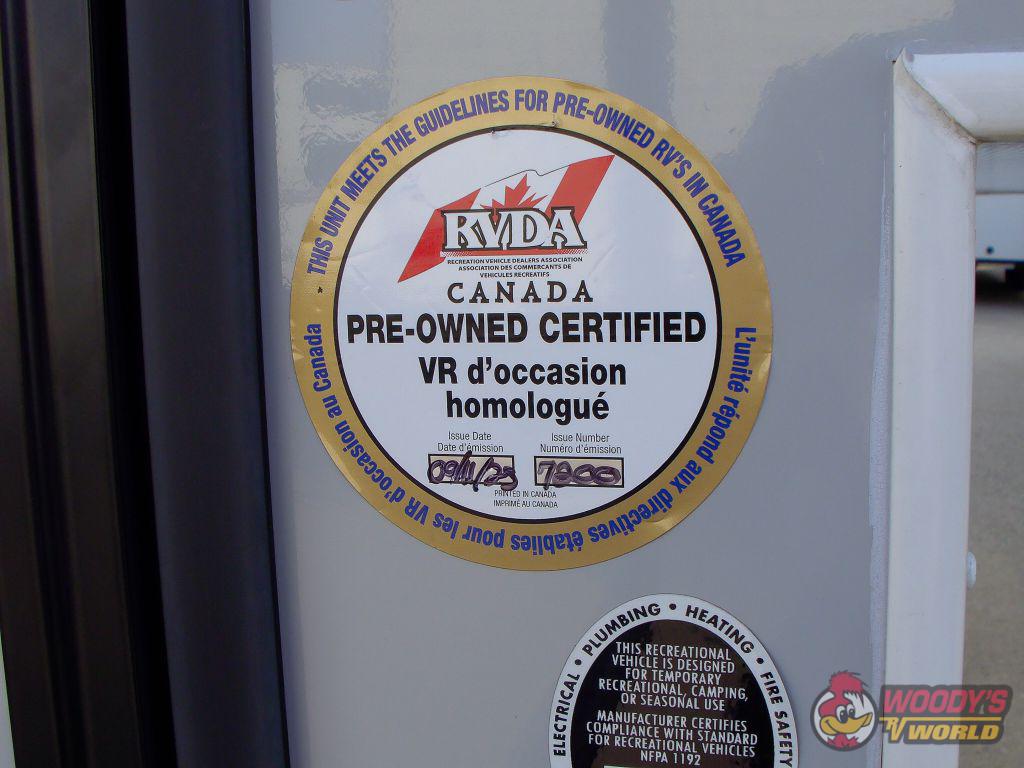 • THIS UNIT MEETS THE GUIDELINES FOR PRE-OWNED RV'S IN CANADA
RVDA
RECREATION VEHICLE DEALERS ASSOCIATION
ASSOCIATION DES COMMERCANTS DE
VEHICULES RECREATIFS
CANADA
PRE-OWNED CERTIFIED
VR d'occasion
homologué
Issue Date
Date d'émission
09/11/23
Issue Number
Numéro d'émission
7800
PRINTED IN CANADA
IMPRIMÉ AU CANADA
L'unité répond aux directives établies pour les VR d'occasion au Canada
ELECTRICAL • PLUMBING • HEATING • FIRE SAFETY
THIS RECREATIONAL
VEHICLE IS DESIGNED
FOR TEMPORARY
RECREATIONAL, CAMPING,
OR SEASONAL USE
MANUFACTURER CERTIFIES
COMPLIANCE WITH STANDARD
FOR RECREATIONAL VEHICLES
NFPA 1192
WOODY'S
RV WORLD